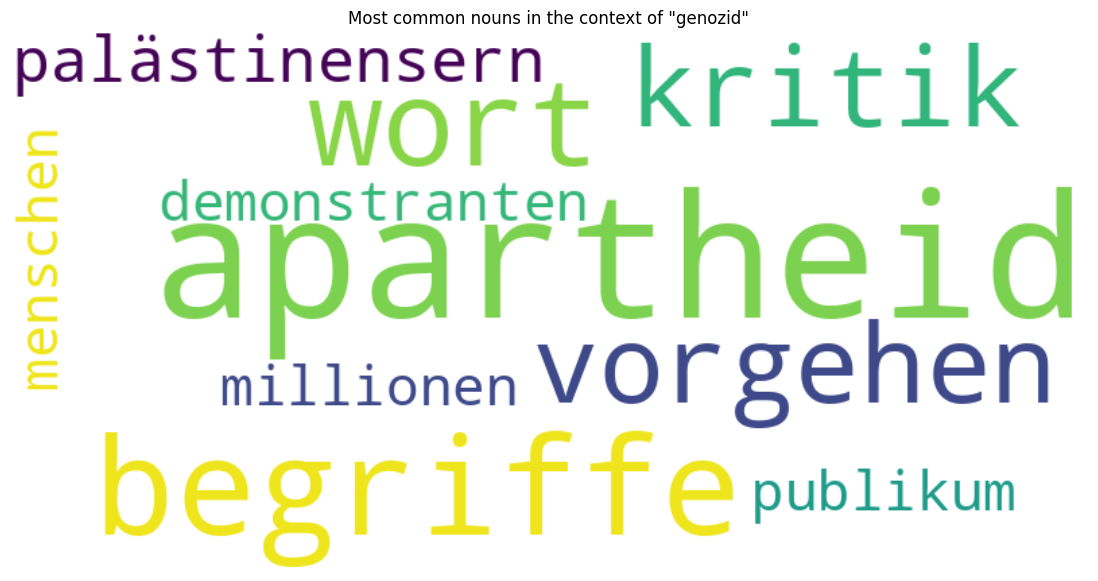 Most common nouns in the context of "genozid"
palästinensern
kritik
wort
menschen
demonstranten
apartheid
vorgehen
millionen
begriffe
publikum